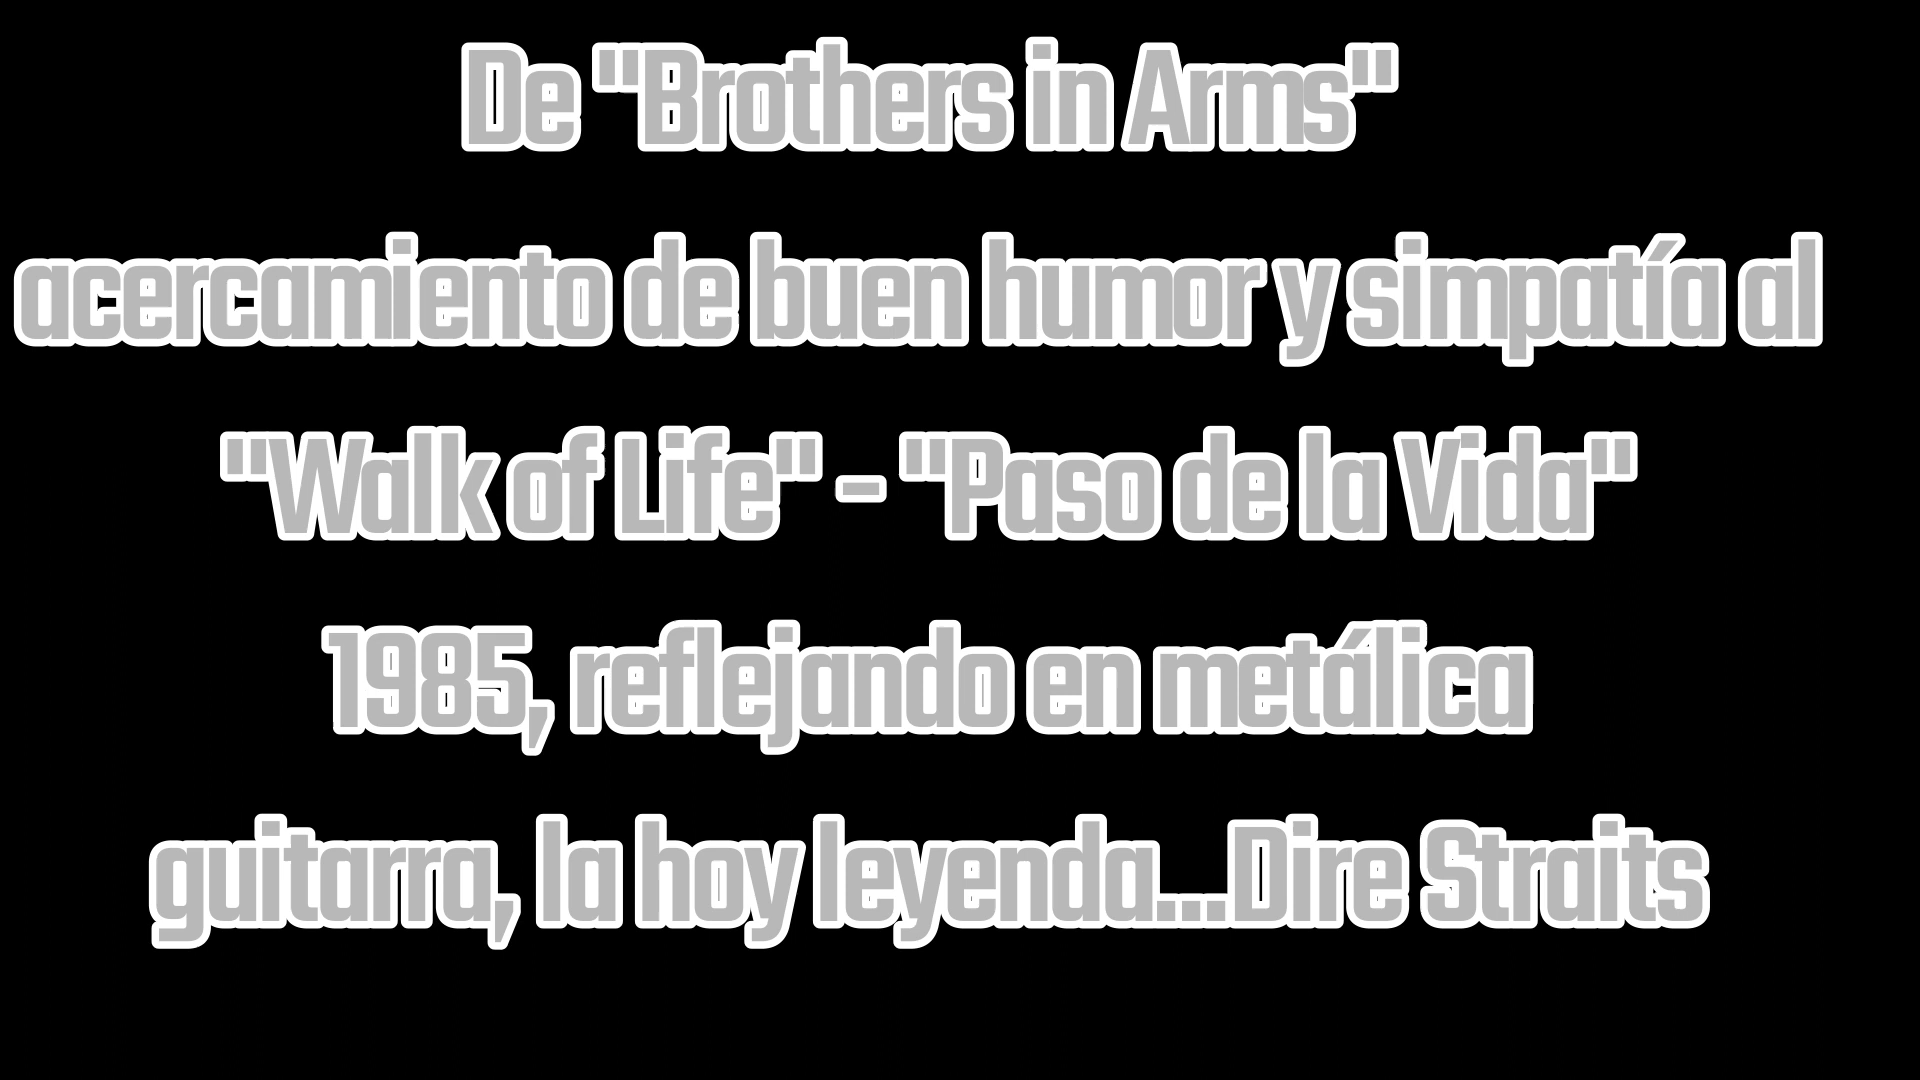 De "Brothers in Arms"
acercamiento de buen humor y simpatía al
"Walk of Life" - "Paso de la Vida"
1985, reflejando en metálica
guitarra, la hoy leyenda...Dire Straits